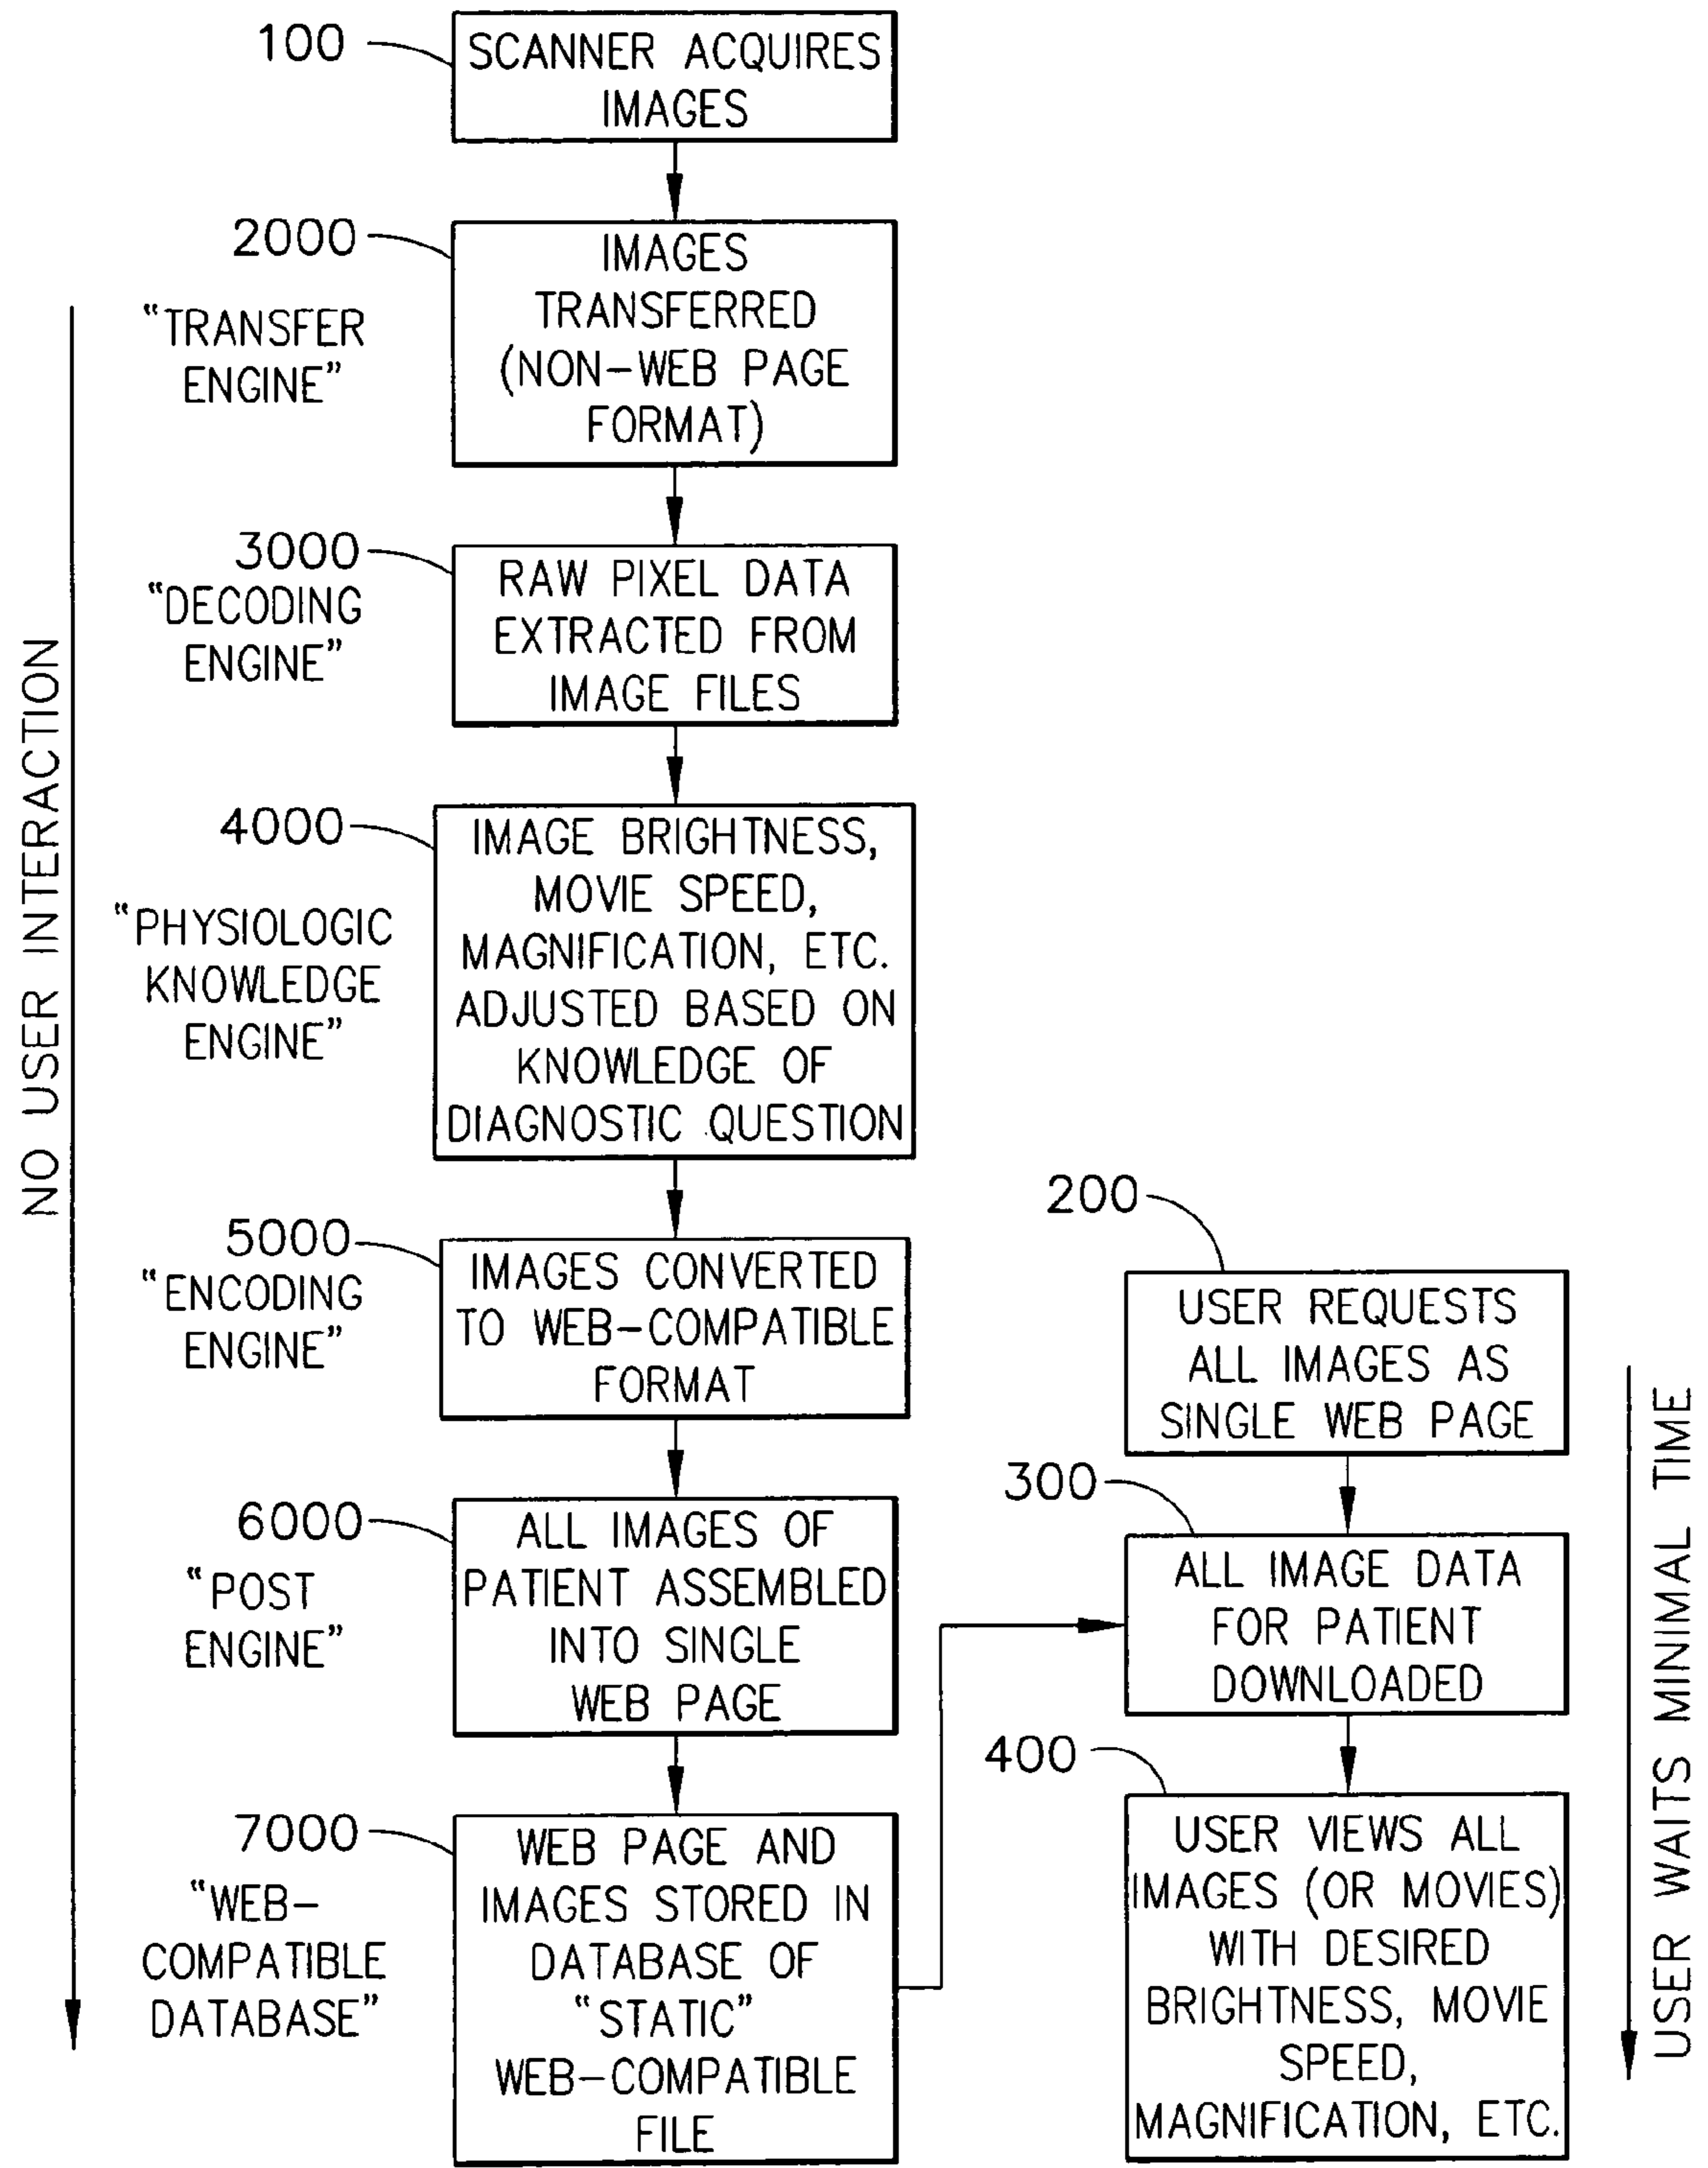 100
SCANNER ACQUIRES
IMAGES
2000
"TRANSFER
ENGINE"
IMAGES
TRANSFERRED
(NON-WEB PAGE
FORMAT)
3000
"DECODING
ENGINE"
RAW PIXEL DATA
EXTRACTED FROM
IMAGE FILES
4000
"PHYSIOLOGIC
KNOWLEDGE
ENGINE"
IMAGE BRIGHTNESS,
MOVIE SPEED,
MAGNIFICATION, ETC.
ADJUSTED BASED ON
KNOWLEDGE OF
DIAGNOSTIC QUESTION
5000
"ENCODING
ENGINE"
IMAGES CONVERTED
TO WEB-COMPATIBLE
FORMAT
6000
"POST
ENGINE"
ALL IMAGES OF
PATIENT ASSEMBLED
INTO SINGLE
WEB PAGE
7000
"WEB-
COMPATIBLE
DATABASE"
WEB PAGE AND
IMAGES STORED IN
DATABASE OF
"STATIC"
WEB-COMPATIBLE
FILE
NO USER INTERACTION
200
USER REQUESTS
ALL IMAGES AS
SINGLE WEB PAGE
300
ALL IMAGE DATA
FOR PATIENT
DOWNLOADED
400
USER VIEWS ALL
IMAGES (OR MOVIES)
WITH DESIRED
BRIGHTNESS, MOVIE
SPEED,
MAGNIFICATION, ETC.
USER WAITS MINIMAL TIME